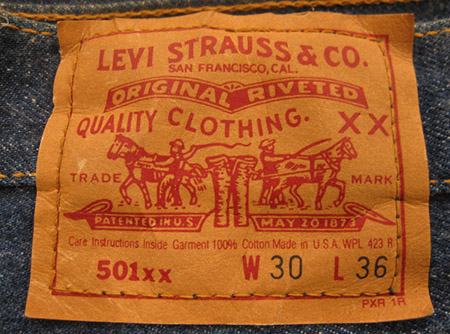 LEVI STRAUSS & CO.
SAN FRANCISCO, CAL.
ORIGINAL RIVETED
QUALITY CLOTHING. XX
TRADE MARK
PATENTED IN U.S. MAY 20 1873
Care Instructions Inside Garment 100% Cotton Made in U.S.A. WPL 423 R
501xx W 30 L 36
PXR 1R